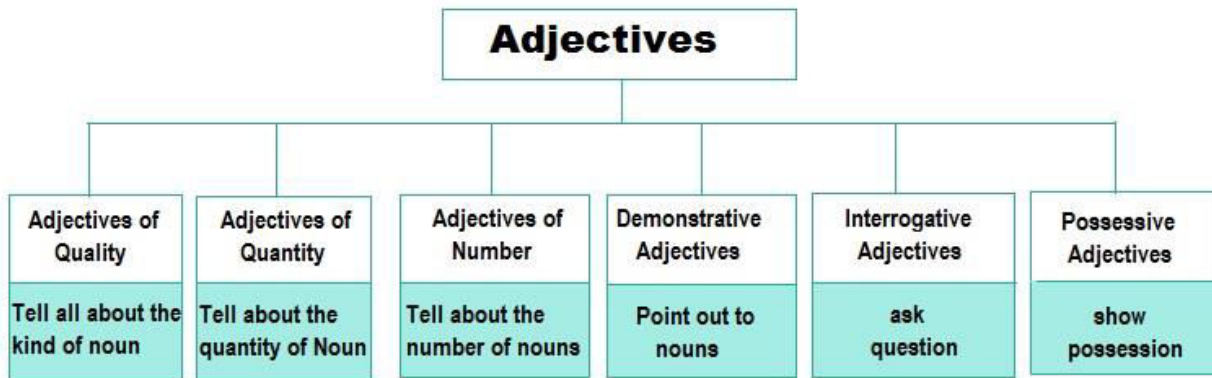 Adjectives
Adjectives of
Quality
Tell all about the
kind of noun
Adjectives of
Quantity
Tell about the
quantity of Noun
Adjectives of
Number
Tell about the
number of nouns
Demonstrative
Adjectives
Point out to
nouns
Interrogative
Adjectives
ask
question
Possessive
Adjectives
show
possession